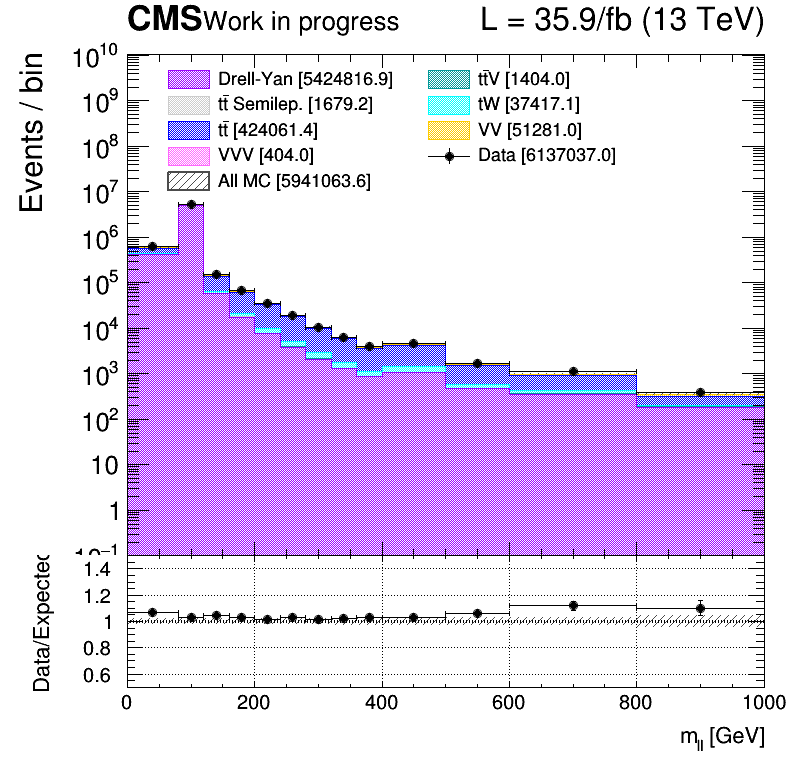 CMS Work in progress L = 35.9/fb (13 TeV)
Events / bin
10^10
10^9
10^8
10^7
10^6
10^5
10^4
10^3
10^2
10
1
10^−1
Drell-Yan [5424816.9]
tt̄ Semilep. [1679.2]
tt̄ [424061.4]
VVV [404.0]
All MC [5941063.6]
tt̄V [1404.0]
tW [37417.1]
VV [51281.0]
Data [6137037.0]
Data/Expected
1.4
1.2
1
0.8
0.6
0 200 400 600 800 1000
m_ll [GeV]